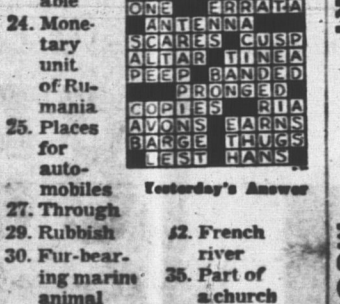 able
24. Mone-
tary
unit
of Ru-
mania
25. Places
for
auto-
mobiles
27. Through
29. Rubbish
30. Fur-bear-
ing marine
animal
ONE ERRATA
ANTENNA
SCARES CUSP
ALTAR TINEA
PEEP BANDED
PRONGED
COPIES RIA
AVONS EARNS
BARGE THUGS
LEST HANS
Yesterday's Answer
32. French
river
35. Part of
a church